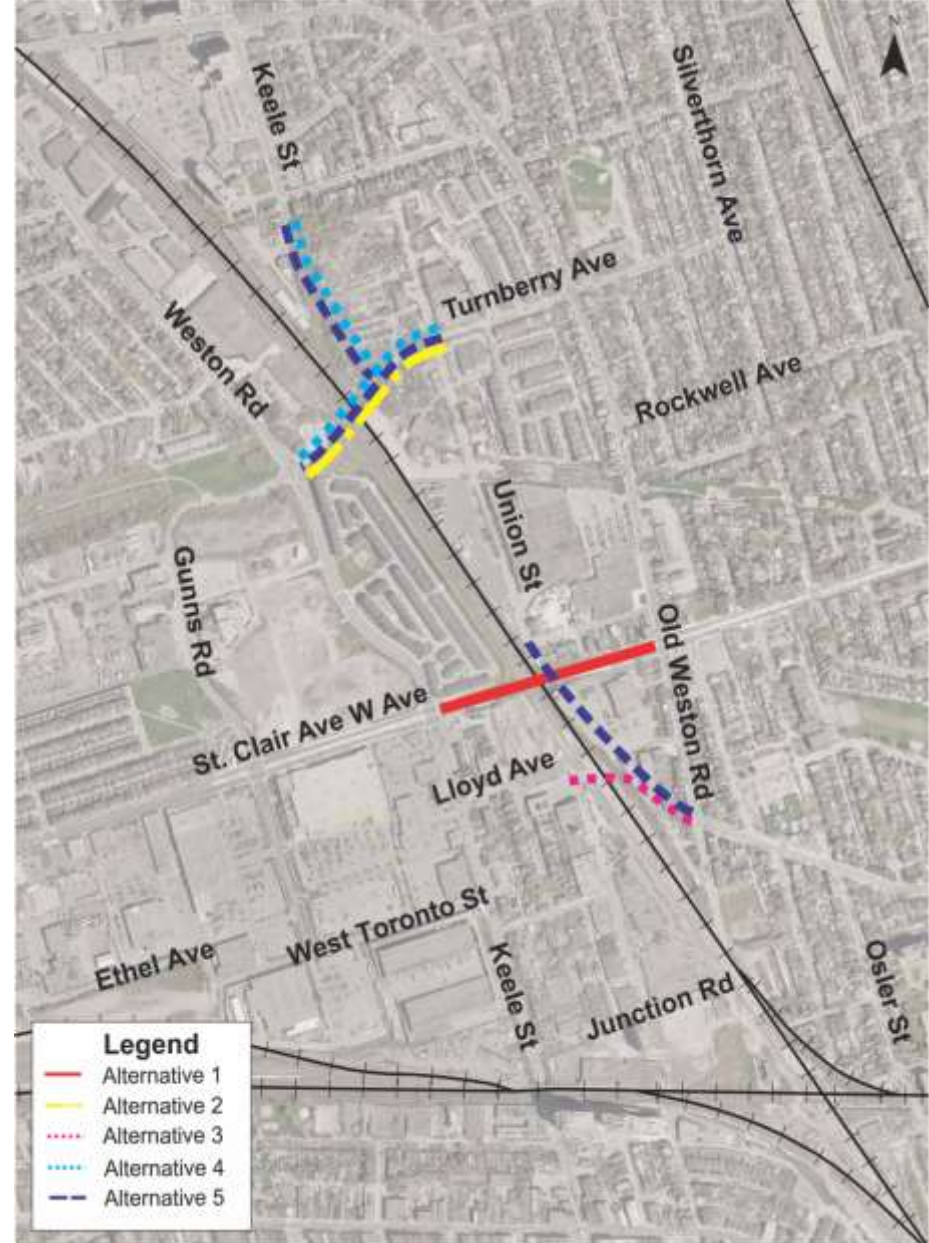 N
Keele St
Silverthorn Ave
Turnberry Ave
Weston Rd
Rockwell Ave
Union St
Gunns Rd
Old Weston Rd
St. Clair Ave W Ave
Lloyd Ave
West Toronto St
Ethel Ave
Keele St
Junction Rd
Osler St
Legend
Alternative 1
Alternative 2
Alternative 3
Alternative 4
Alternative 5